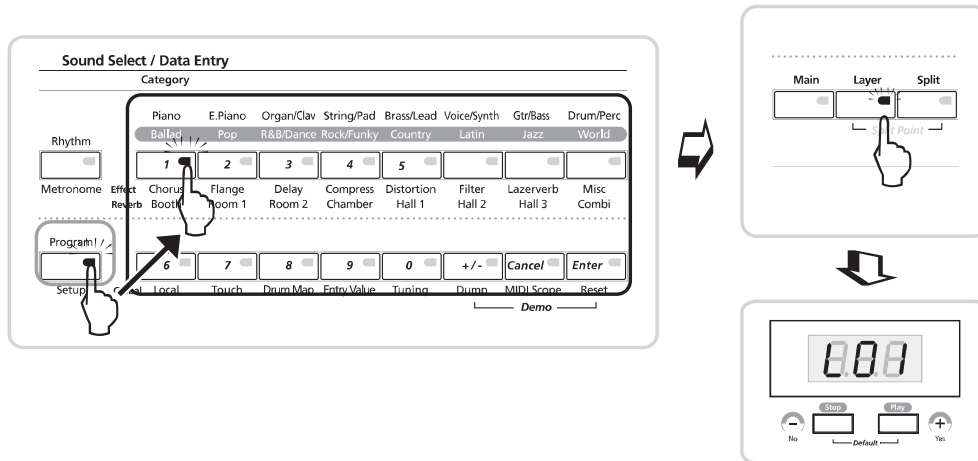 Sound Select / Data Entry
Category
Piano E.Piano Organ/Clav String/Pad Brass/Lead Voice/Synth Gtr/Bass Drum/Perc
Ballad Pop R&B/Dance Rock/Funky Country Latin Jazz World
Rhythm
1 2 3 4 5
Metronome Effect Chorus Flange Delay Compress Distortion Filter Lazerverb Misc
Reverb Booth Room 1 Room 2 Chamber Hall 1 Hall 2 Hall 3 Combi
Program
6 7 8 9 0 +/- Cancel Enter
Setup Local Touch Drum Map Entry Value Tuning Dump MIDI Scope Reset
Demo
Main Layer Split
Split Point
L01
Stop Play
- +
No Default Yes